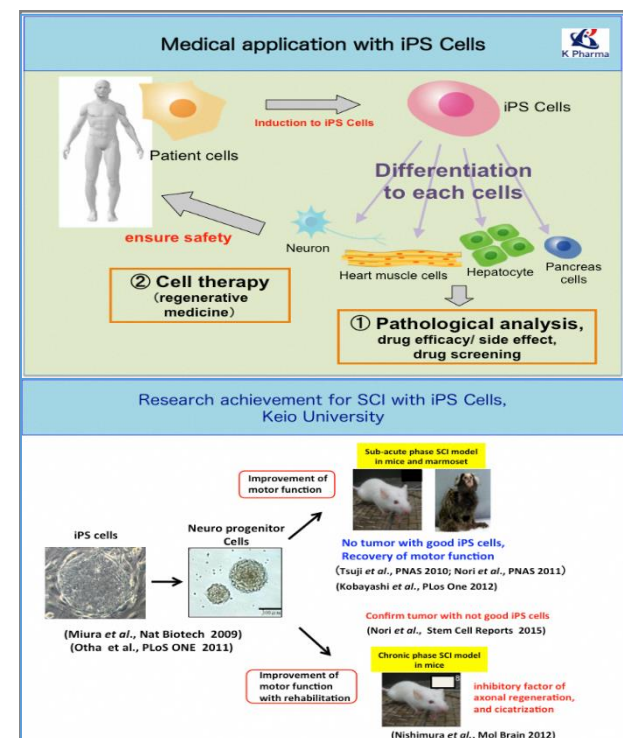 Medical application with iPS Cells
K Pharma
Patient cells
Induction to iPS Cells
iPS Cells
Differentiation
to each cells
ensure safety
Neuron
Heart muscle cells
Hepatocyte
Pancreas
cells
② Cell therapy
(regenerative
medicine)
① Pathological analysis,
drug efficacy/ side effect,
drug screening
Research achievement for SCI with iPS Cells,
Keio University
Sub-acute phase SCI model
in mice and marmoset
Improvement of
motor function
iPS cells
Neuro progenitor
Cells
No tumor with good iPS cells,
Recovery of motor function
(Tsuji et al., PNAS 2010; Nori et al., PNAS 2011)
(Kobayashi et al., PLos One 2012)
(Miura et al., Nat Biotech 2009)
(Otha et al., PLoS ONE 2011)
Confirm tumor with not good iPS cells
(Nori et al., Stem Cell Reports 2015)
Chronic phase SCI model
in mice
Improvement of
motor function
with rehabilitation
inhibitory factor of
axonal regeneration,
and cicatrization
(Nishimura et al., Mol Brain 2012)